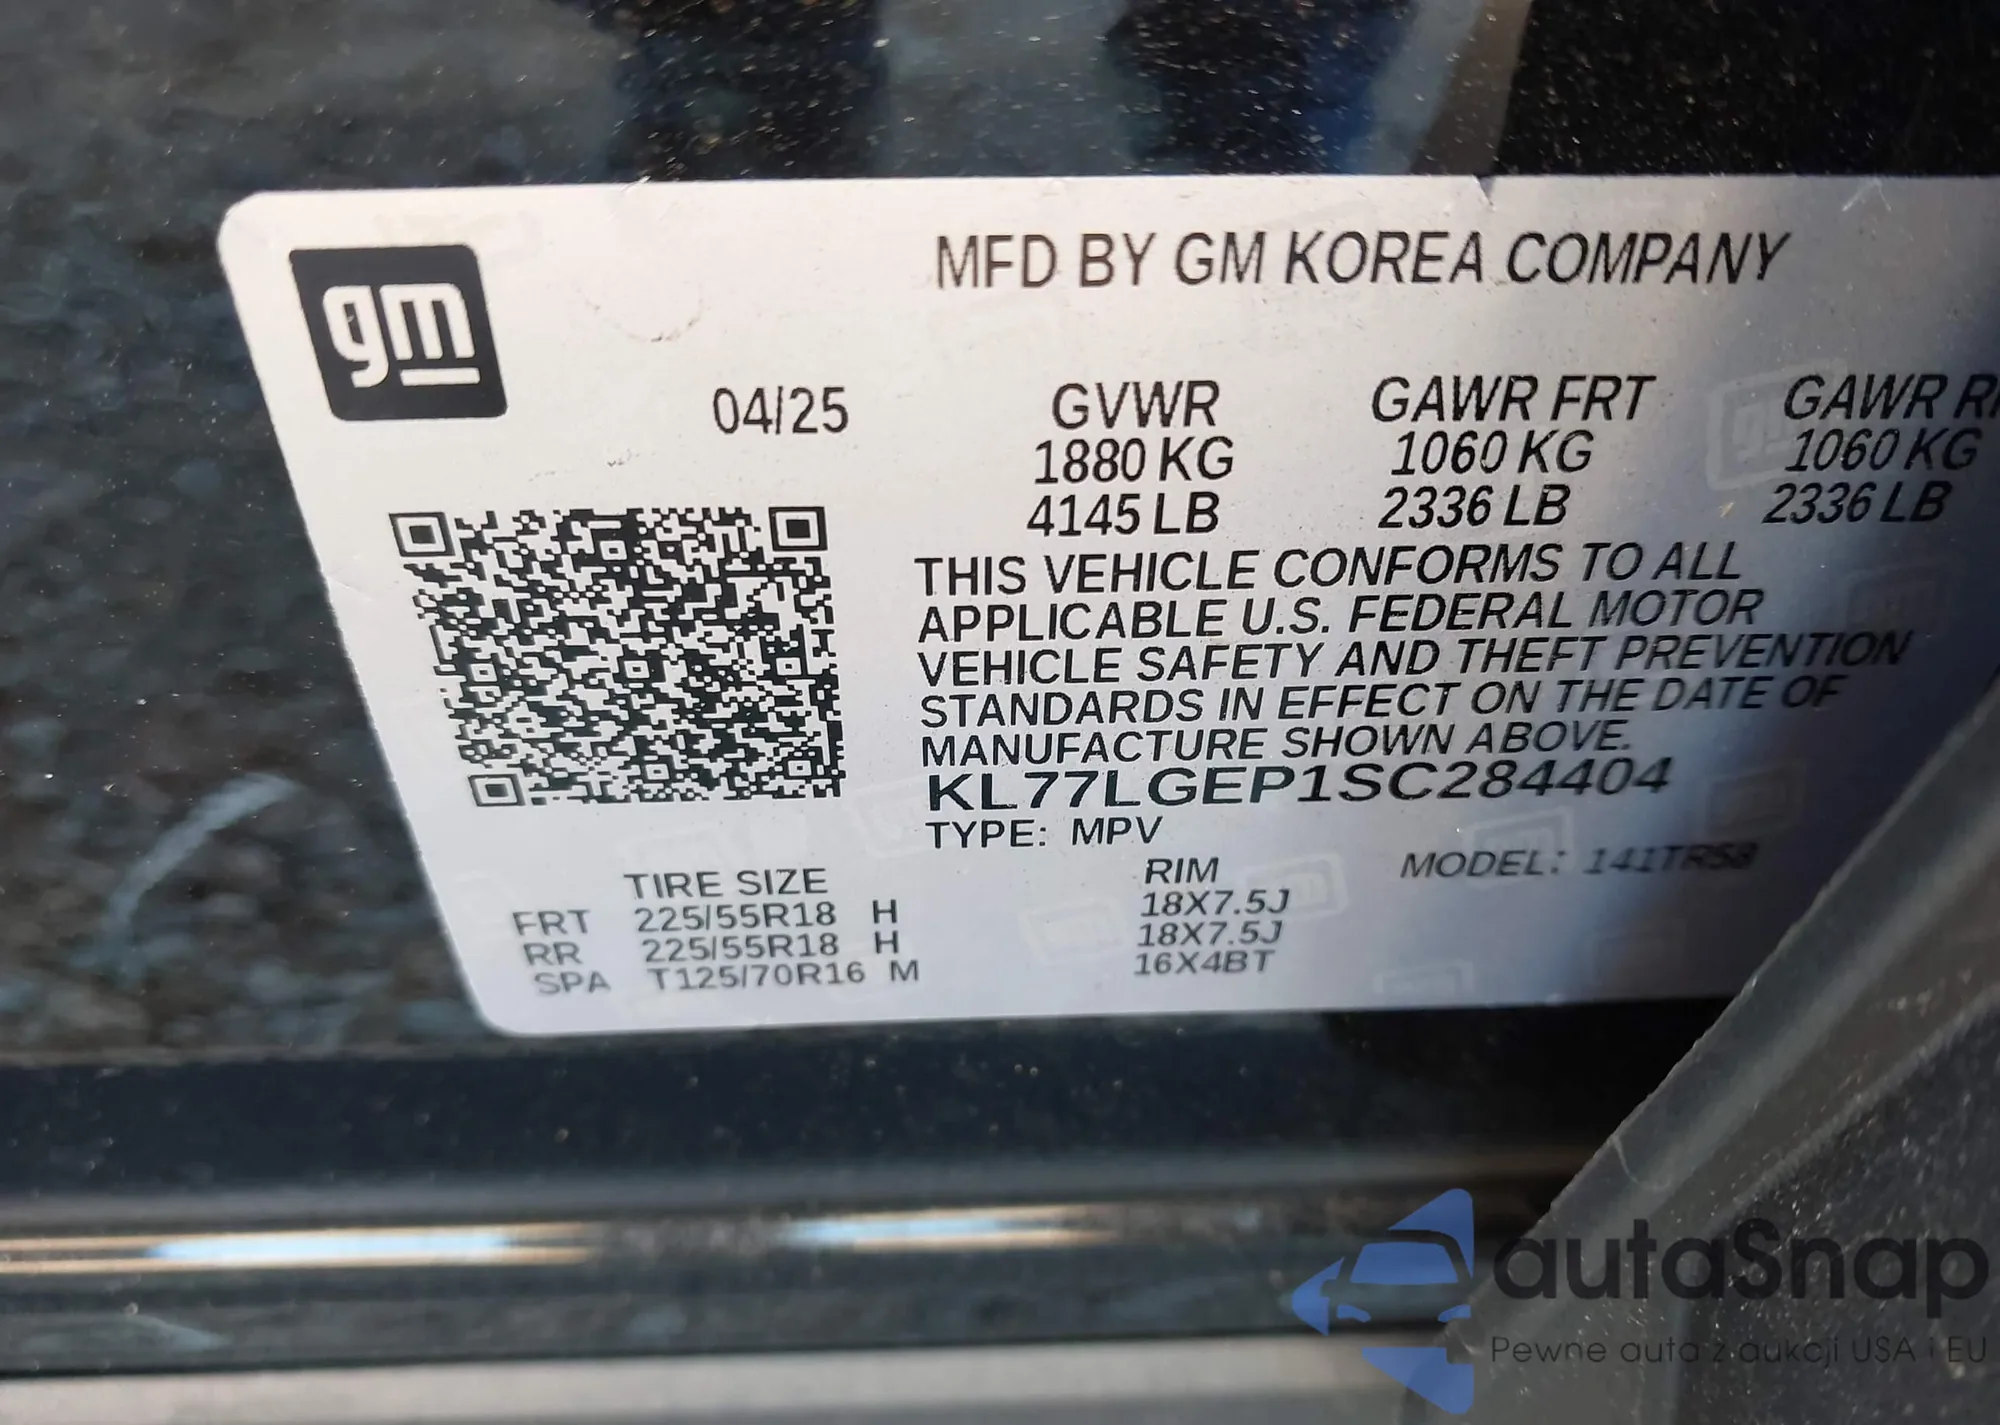 gm
MFD BY GM KOREA COMPANY
04/25 GVWR GAWR FRT GAWR
1880 KG 1060 KG 1060 KG
4145 LB 2336 LB 2336 LB
THIS VEHICLE CONFORMS TO ALL
APPLICABLE U.S. FEDERAL MOTOR
VEHICLE SAFETY AND THEFT PREVENTION
STANDARDS IN EFFECT ON THE DATE OF
MANUFACTURE SHOWN ABOVE.
KL77LGEP1SC284404
TYPE: MPV
TIRE SIZE RIM MODEL: 141TR58
FRT 225/55R18 H 18X7.5J
RR 225/55R18 H 18X7.5J
SPA T125/70R16 M 16X4BT
autaSnap
Pewne auta z aukcji USA i EU